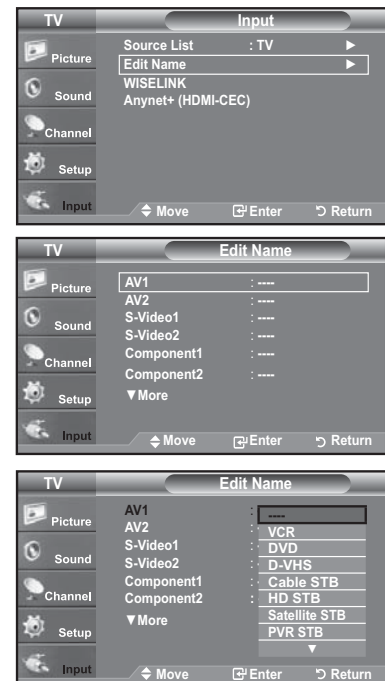 TV Input
Picture
Sound
Channel
Setup
Input
Source List : TV ►
Edit Name ►
WISELINK
Anynet+ (HDMI-CEC)
Move Enter Return
TV Edit Name
Picture
Sound
Channel
Setup
Input
AV1 : ----
AV2 : ----
S-Video1 : ----
S-Video2 : ----
Component1 : ----
Component2 : ----
▼More
Move Enter Return
TV Edit Name
Picture
Sound
Channel
Setup
Input
AV1 :
AV2 :
S-Video1 :
S-Video2 :
Component1 :
Component2 :
▼More
----
VCR
DVD
D-VHS
Cable STB
HD STB
Satellite STB
PVR STB
▼
Move Enter Return